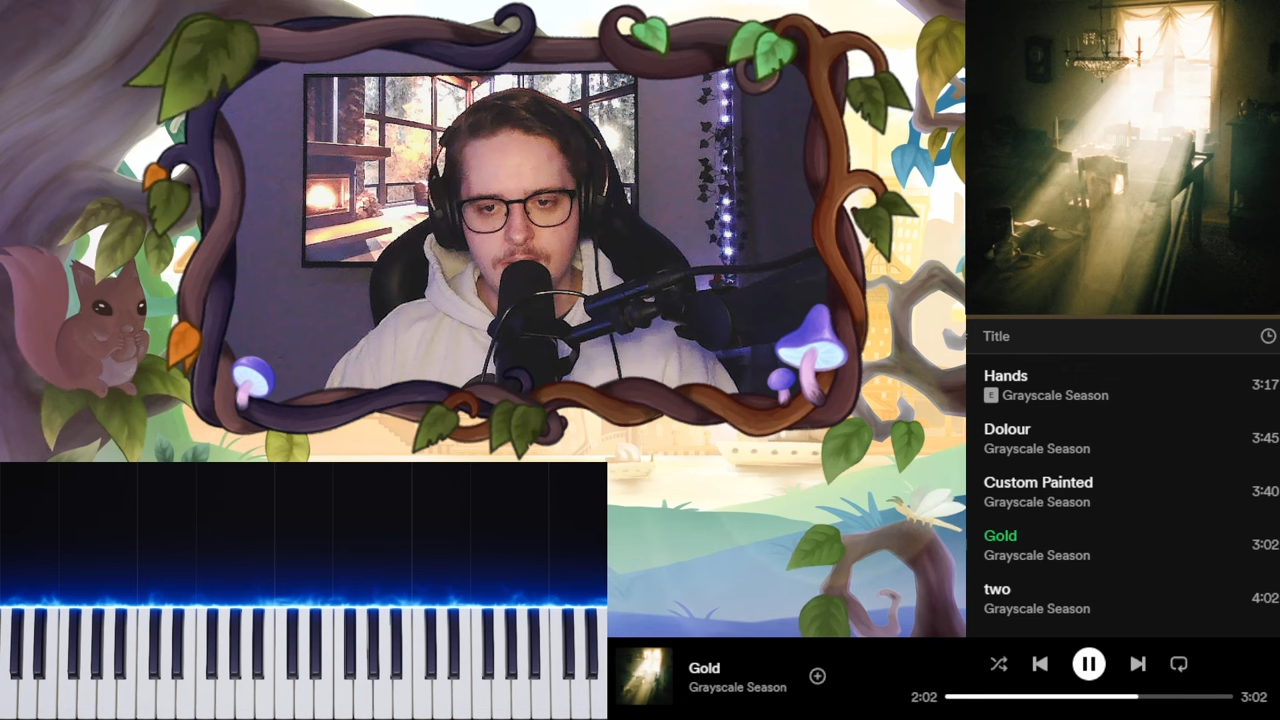 Title
Hands
E Grayscale Season
3:17
Dolour
Grayscale Season
3:45
Custom Painted
Grayscale Season
3:40
Gold
Grayscale Season
3:02
two
Grayscale Season
4:02
Gold
Grayscale Season
2:02
3:02